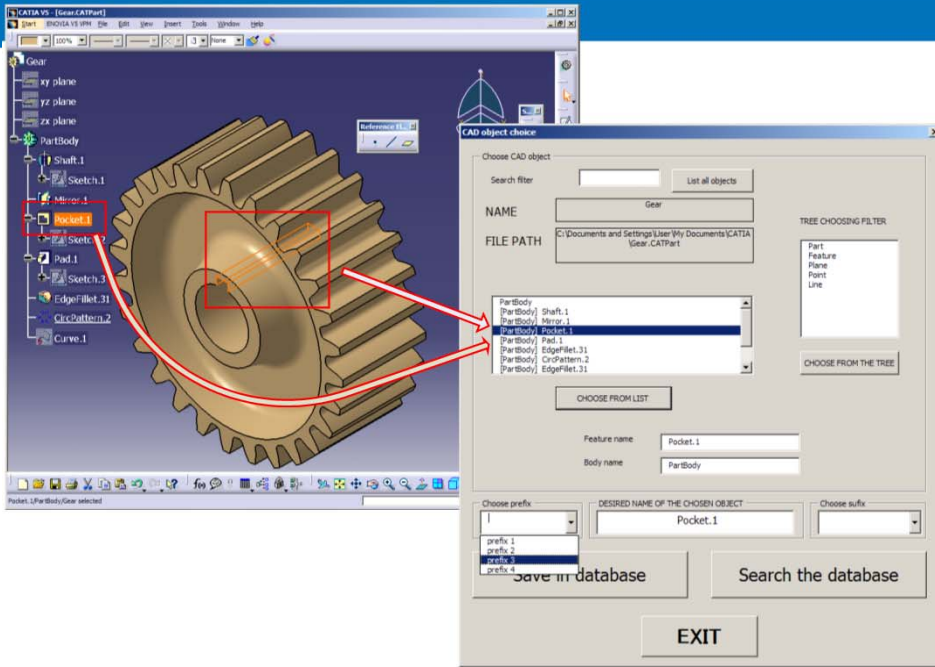 CATIA V5 - [Gear.CATPart]
Start ENOVIA V5 VPM File Edit View Insert Tools Window Help
100% None
Gear
xy plane
yz plane
zx plane
PartBody
Shaft.1
Sketch.1
Mirror.1
Pocket.1
Sketch.2
Pad.1
Sketch.3
EdgeFillet.31
CircPattern.2
Curve.1
Pocket.1/PartBody/Gear selected
CAD object choice
Choose CAD object
Search filter
List all objects
NAME
Gear
FILE PATH
C:\Documents and Settings\User\My Documents\CATIA
\Gear.CATPart
PartBody
[PartBody] Shaft.1
[PartBody] Mirror.1
[PartBody] Pocket.1
[PartBody] Pad.1
[PartBody] EdgeFillet.31
[PartBody] CircPattern.2
[PartBody] EdgeFillet.31
TREE CHOOSING FILTER
Part
Feature
Plane
Point
Line
CHOOSE FROM THE TREE
CHOOSE FROM LIST
Feature name
Pocket.1
Body name
PartBody
Choose prefix
prefix 1
prefix 2
prefix 3
prefix 4
DESIRED NAME OF THE CHOSEN OBJECT
Pocket.1
Choose sufix
Save in database
Search the database
EXIT